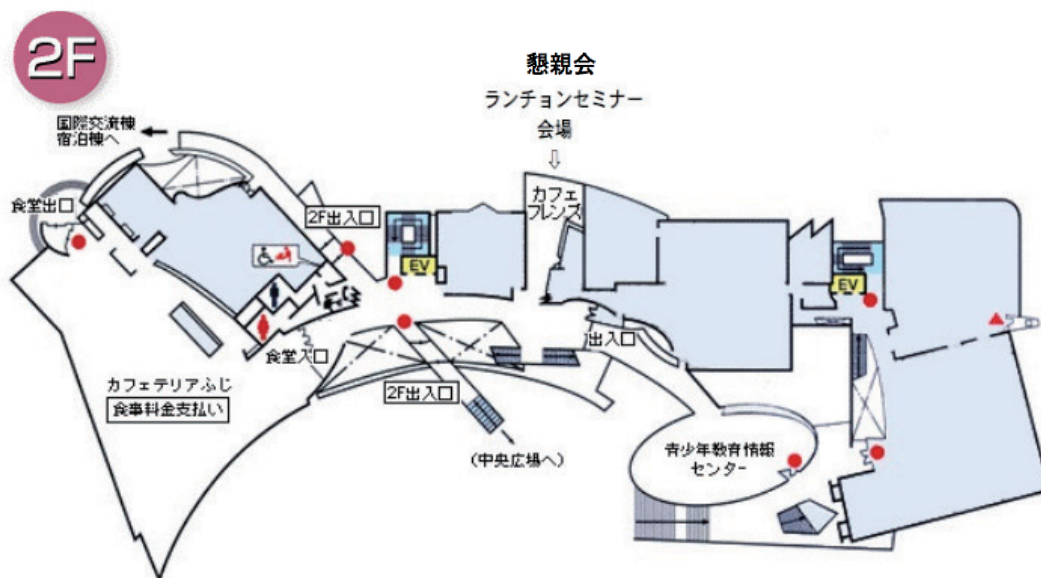 2F
懇親会
ランチョンセミナー
会場
⇩
国際交流棟
宿泊棟へ
食堂出口
2F出入口
カフェ
フレンズ
EV
EV
食堂入口
出入口
カフェテリアふじ
食事料金支払い
2F出入口
(中央広場へ)
青少年教育情報
センター